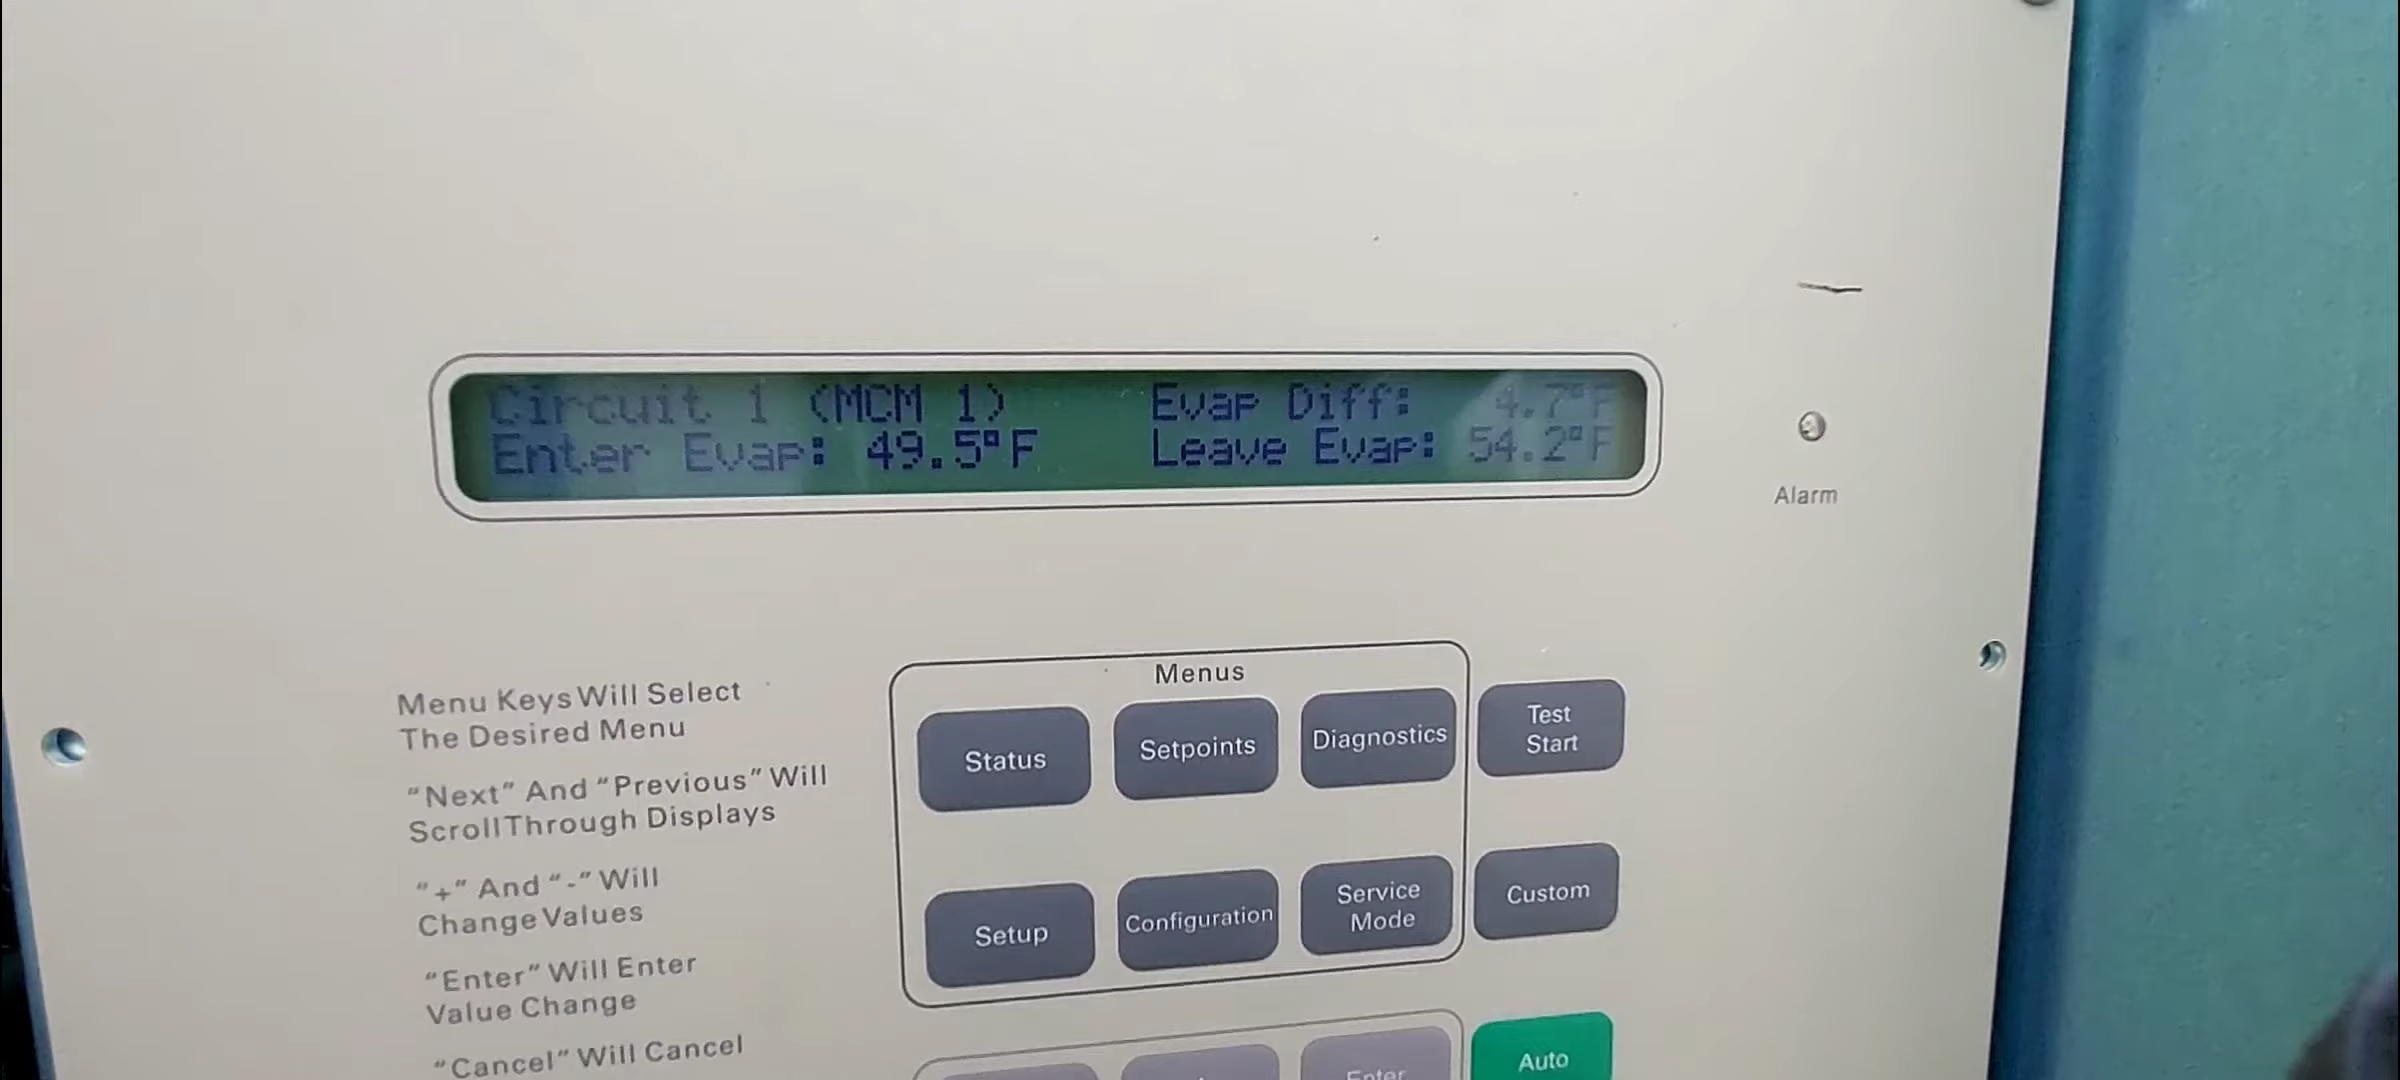 Circuit 1 (MCM 1) Evap Diff: 4.7°F
Enter Evap: 49.5°F Leave Evap: 54.2°F
Alarm
Menu Keys Will Select
The Desired Menu
"Next" And "Previous" Will
Scroll Through Displays
"+" And "-" Will
Change Values
"Enter" Will Enter
Value Change
"Cancel" Will Cancel
Menus
Status
Setpoints
Diagnostics
Test
Start
Setup
Configuration
Service
Mode
Custom
Enter
Auto